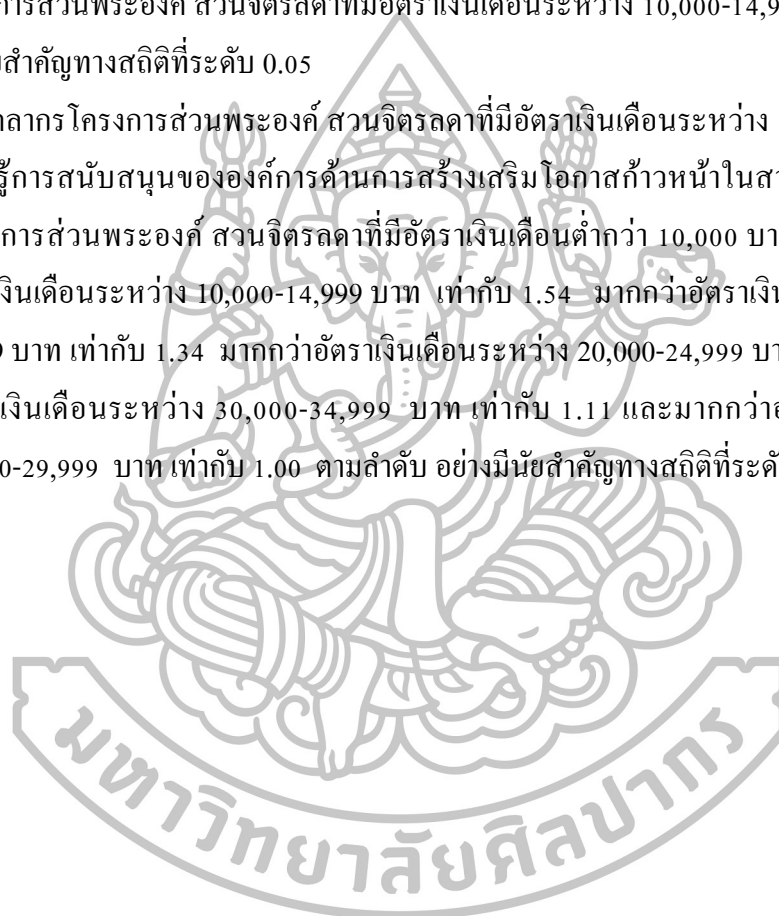 การส่วนพระองค์ สวนจิตรลดาที่มีอัตราเงินเดือนระหว่าง 10,000-14,9
สำคัญทางสถิติที่ระดับ 0.05
ลากรโครงการส่วนพระองค์ สวนจิตรลดาที่มีอัตราเงินเดือนระหว่าง
รู้การสนับสนุนขององค์การด้านการสร้างเสริมโอกาสก้าวหน้าในสา
การส่วนพระองค์ สวนจิตรลดาที่มีอัตราเงินเดือนต่ำกว่า 10,000 บา
งินเดือนระหว่าง 10,000-14,999 บาท เท่ากับ 1.54 มากกว่าอัตราเงิน
บาท เท่ากับ 1.34 มากกว่าอัตราเงินเดือนระหว่าง 20,000-24,999 บา
เงินเดือนระหว่าง 30,000-34,999 บาท เท่ากับ 1.11 และมากกว่าอ
0-29,999 บาท เท่ากับ 1.00 ตามลำดับ อย่างมีนัยสำคัญทางสถิติที่ระดั
มหาวิทยาลัยศิลปากร